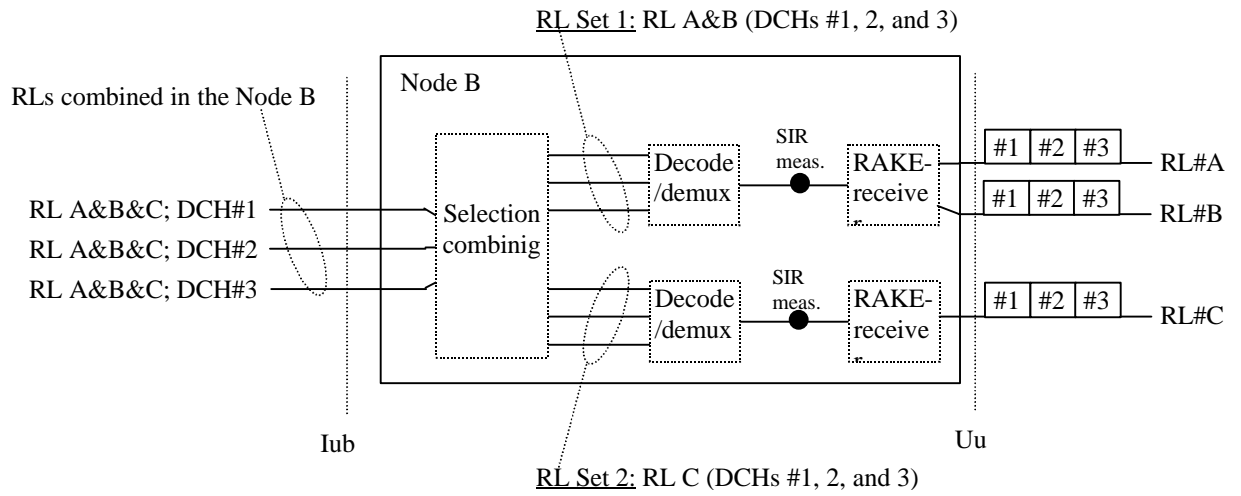 RL Set 1: RL A&B (DCHs #1, 2, and 3)
Node B
RLs combined in the Node B
SIR
meas.
Decode
/demux
RAKE-
receive
r
#1 #2 #3
RL#A
#1 #2 #3
RL#B
RL A&B&C; DCH#1
RL A&B&C; DCH#2
RL A&B&C; DCH#3
Selection
combinig
SIR
meas.
Decode
/demux
RAKE-
receive
r
#1 #2 #3
RL#C
Iub
Uu
RL Set 2: RL C (DCHs #1, 2, and 3)